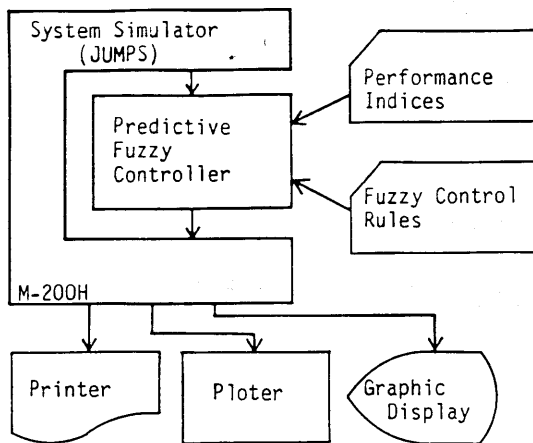 System Simulator
(JUMPS)
Performance
Indices
Predictive
Fuzzy
Controller
Fuzzy Control
Rules
M-200H
Printer
Ploter
Graphic
Display